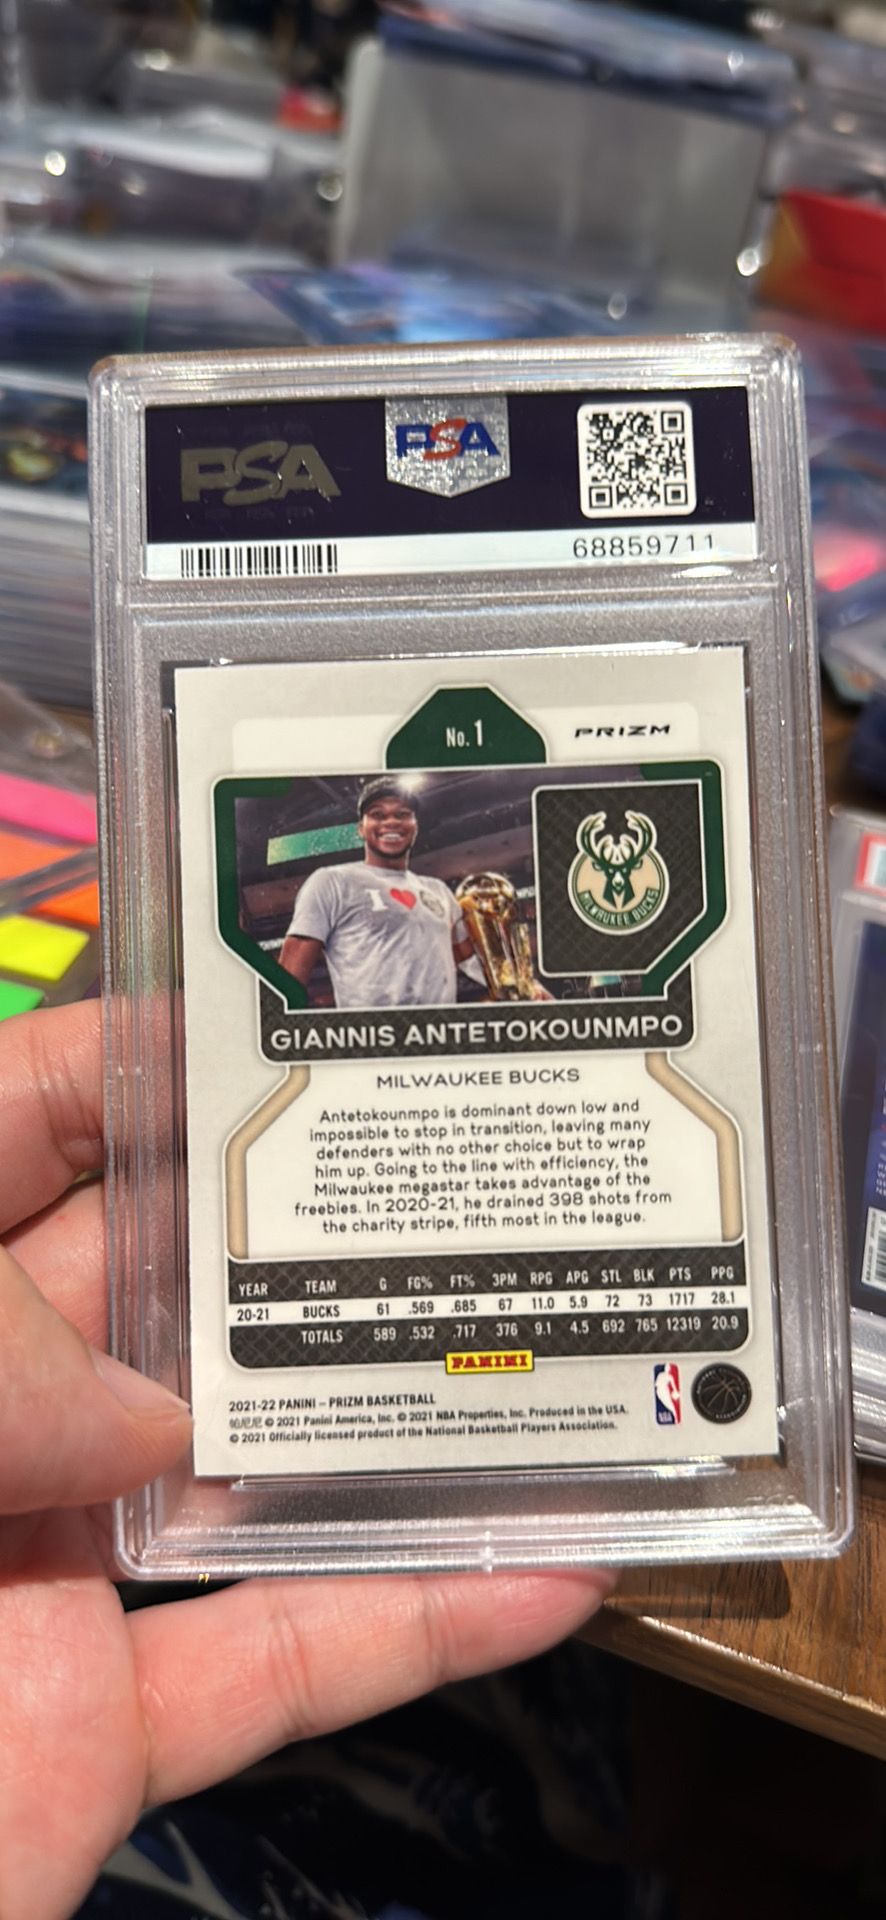 PSA
PSA
68859711
No. 1
PRIZM
I ❤
MILWAUKEE BUCKS
GIANNIS ANTETOKOUNMPO
MILWAUKEE BUCKS
Antetokounmpo is dominant down low and
impossible to stop in transition, leaving many
defenders with no other choice but to wrap
him up. Going to the line with efficiency, the
Milwaukee megastar takes advantage of the
freebies. In 2020-21, he drained 398 shots from
the charity stripe, fifth most in the league.
YEAR TEAM G FG% FT% 3PM RPG APG STL BLK PTS PPG
20-21 BUCKS 61 .569 .685 67 11.0 5.9 72 73 1717 28.1
TOTALS 589 .532 .717 376 9.1 4.5 692 765 12319 20.9
PANINI
2021-22 PANINI – PRIZM BASKETBALL
帕尼尼 © 2021 Panini America, Inc. © 2021 NBA Properties, Inc. Produced in the USA.
© 2021 Officially licensed product of the National Basketball Players Association.
NBA